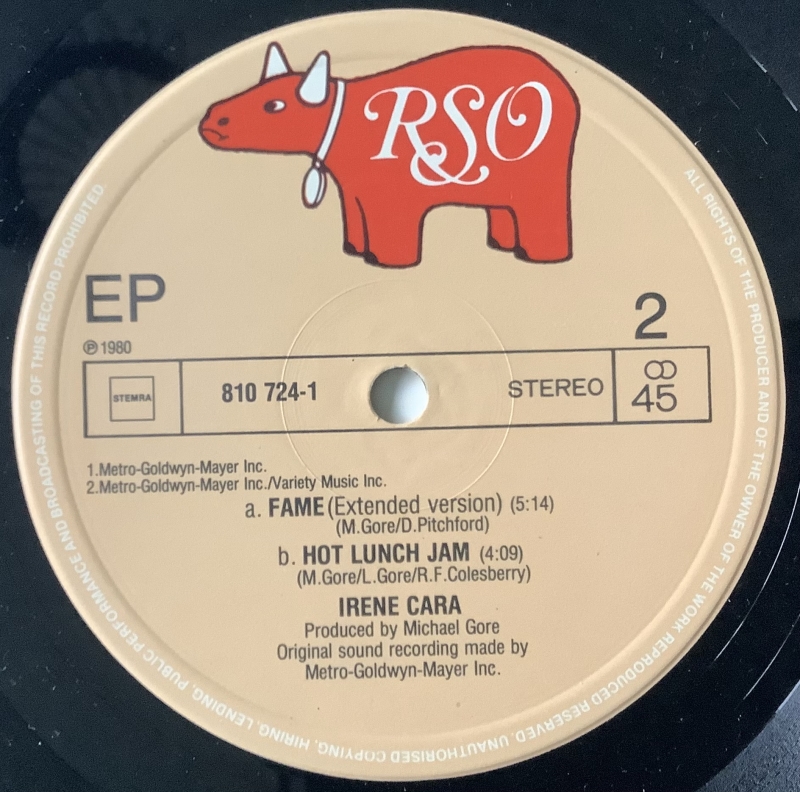 RSO
EP
2
℗ 1980
STEMRA
810 724-1
STEREO
45
1.Metro-Goldwyn-Mayer Inc.
2.Metro-Goldwyn-Mayer Inc./Variety Music Inc.
a. FAME (Extended version) (5:14)
(M.Gore/D.Pitchford)
b. HOT LUNCH JAM (4:09)
(M.Gore/L.Gore/R.F.Colesberry)
IRENE CARA
Produced by Michael Gore
Original sound recording made by
Metro-Goldwyn-Mayer Inc.
ALL RIGHTS OF THE PRODUCER AND OF THE OWNER OF THE WORK REPRODUCED RESERVED. UNAUTHORISED COPYING, HIRING, LENDING, PUBLIC PERFORMANCE AND BROADCASTING OF THIS RECORD PROHIBITED.